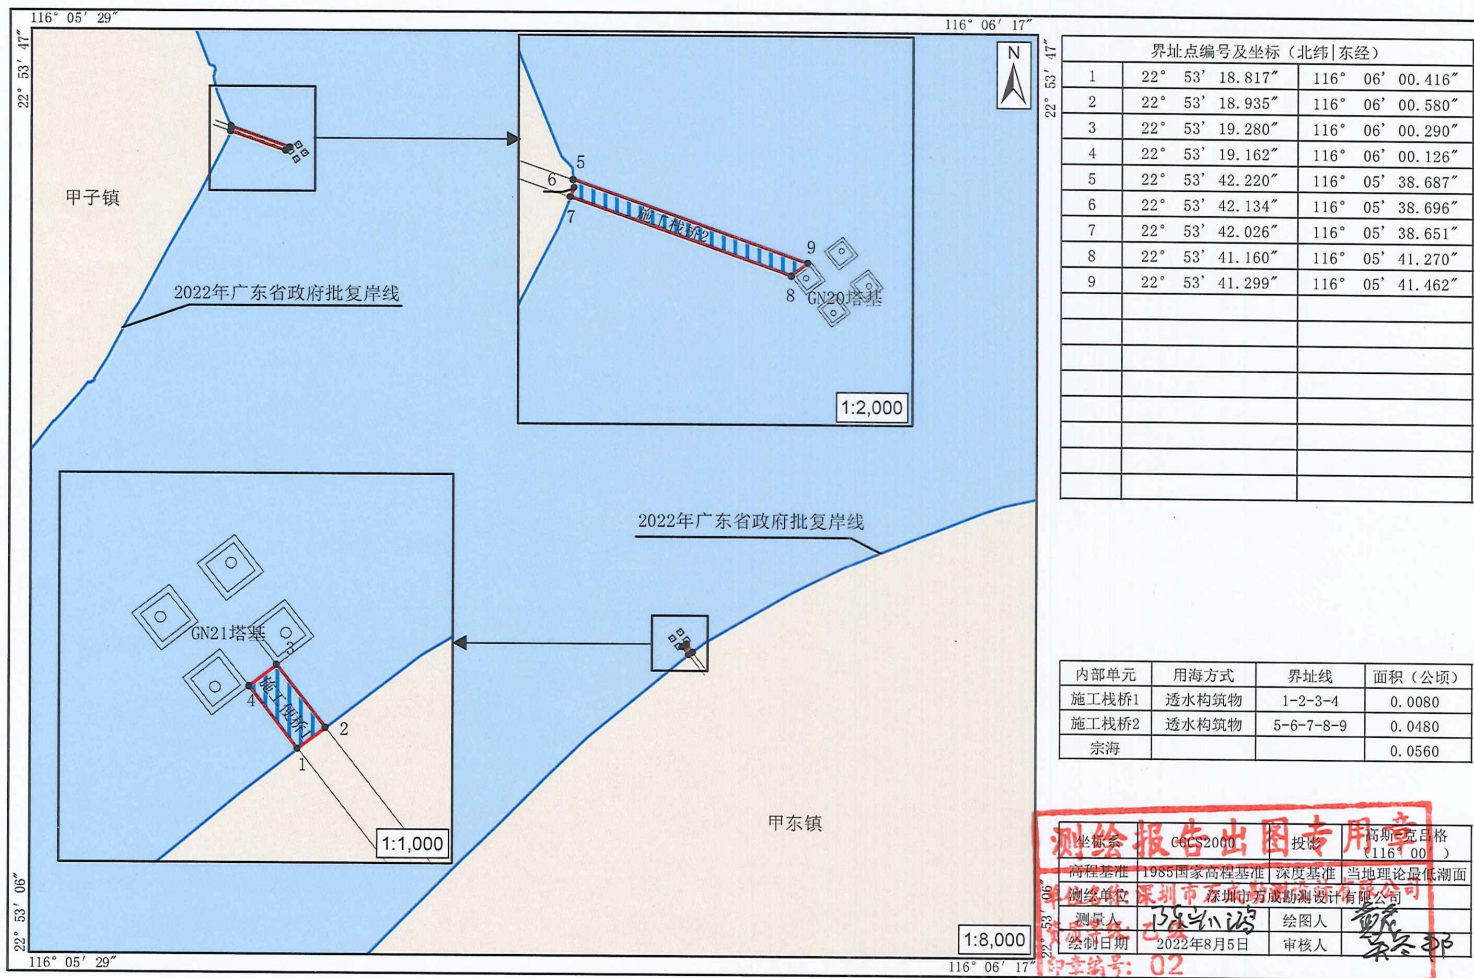 116° 05′ 29″
116° 06′ 17″
22° 53′ 47″
22° 53′ 47″
N
甲子镇
2022年广东省政府批复岸线
5
6
7
施工栈桥2
9
8
GN20塔基
1:2,000
2022年广东省政府批复岸线
GN21塔基
3
4
2
1
1:1,000
甲东镇
1:8,000
22° 53′ 06″
22° 53′ 06″
116° 05′ 29″
116° 06′ 17″
界址点编号及坐标（北纬|东经）
1 22° 53′ 18.817″ 116° 06′ 00.416″
2 22° 53′ 18.935″ 116° 06′ 00.580″
3 22° 53′ 19.280″ 116° 06′ 00.290″
4 22° 53′ 19.162″ 116° 06′ 00.126″
5 22° 53′ 42.220″ 116° 05′ 38.687″
6 22° 53′ 42.134″ 116° 05′ 38.696″
7 22° 53′ 42.026″ 116° 05′ 38.651″
8 22° 53′ 41.160″ 116° 05′ 41.270″
9 22° 53′ 41.299″ 116° 05′ 41.462″
内部单元 用海方式 界址线 面积（公顷）
施工栈桥1 透水构筑物 1-2-3-4 0.0080
施工栈桥2 透水构筑物 5-6-7-8-9 0.0480
宗海 0.0560
测绘报告出图专用章
坐标系 CGCS2000 投影 高斯-克吕格（116° 00′）
高程基准 1985国家高程基准 深度基准 当地理论最低潮面
测绘单位 深圳市万成勘测设计有限公司
测量人 绘图人
绘制日期 2022年8月5日 审核人
资质等级: 乙级
印章编号: 02